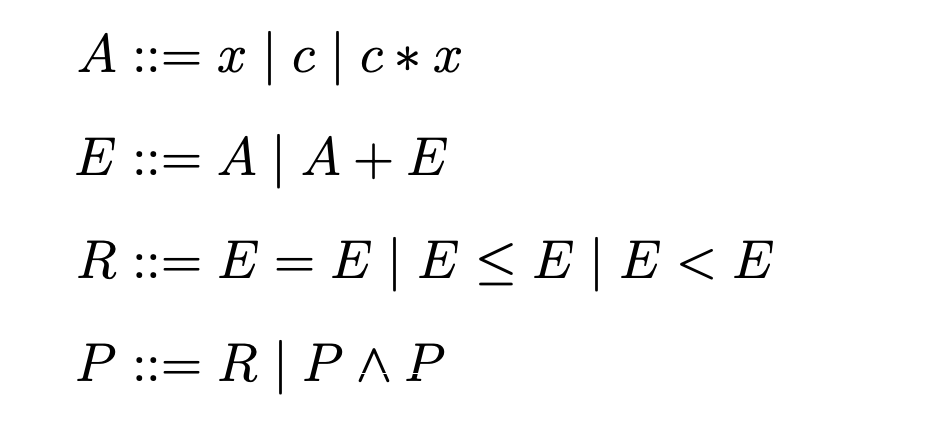 A ::= x | c | c ∗ x
E ::= A | A + E
R ::= E = E | E ≤ E | E < E
P ::= R | P ∧ P